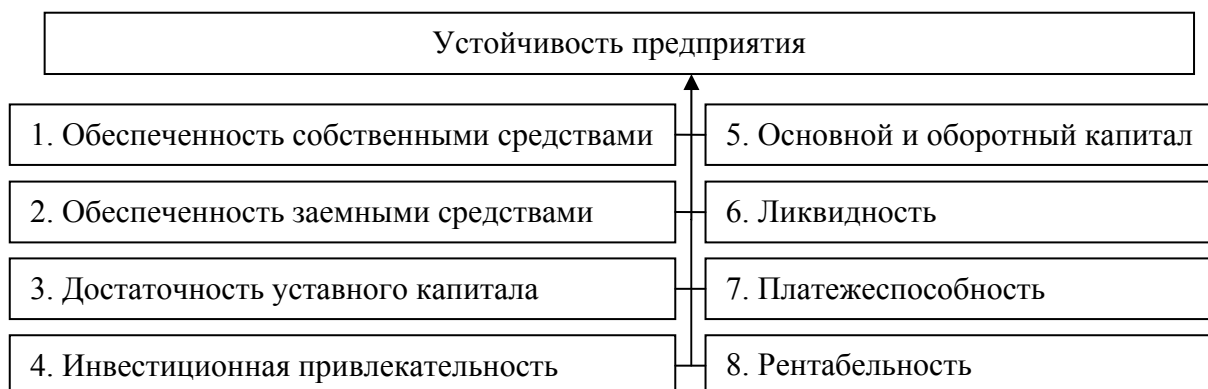 Устойчивость предприятия
1. Обеспеченность собственными средствами
2. Обеспеченность заемными средствами
3. Достаточность уставного капитала
4. Инвестиционная привлекательность
5. Основной и оборотный капитал
6. Ликвидность
7. Платежеспособность
8. Рентабельность